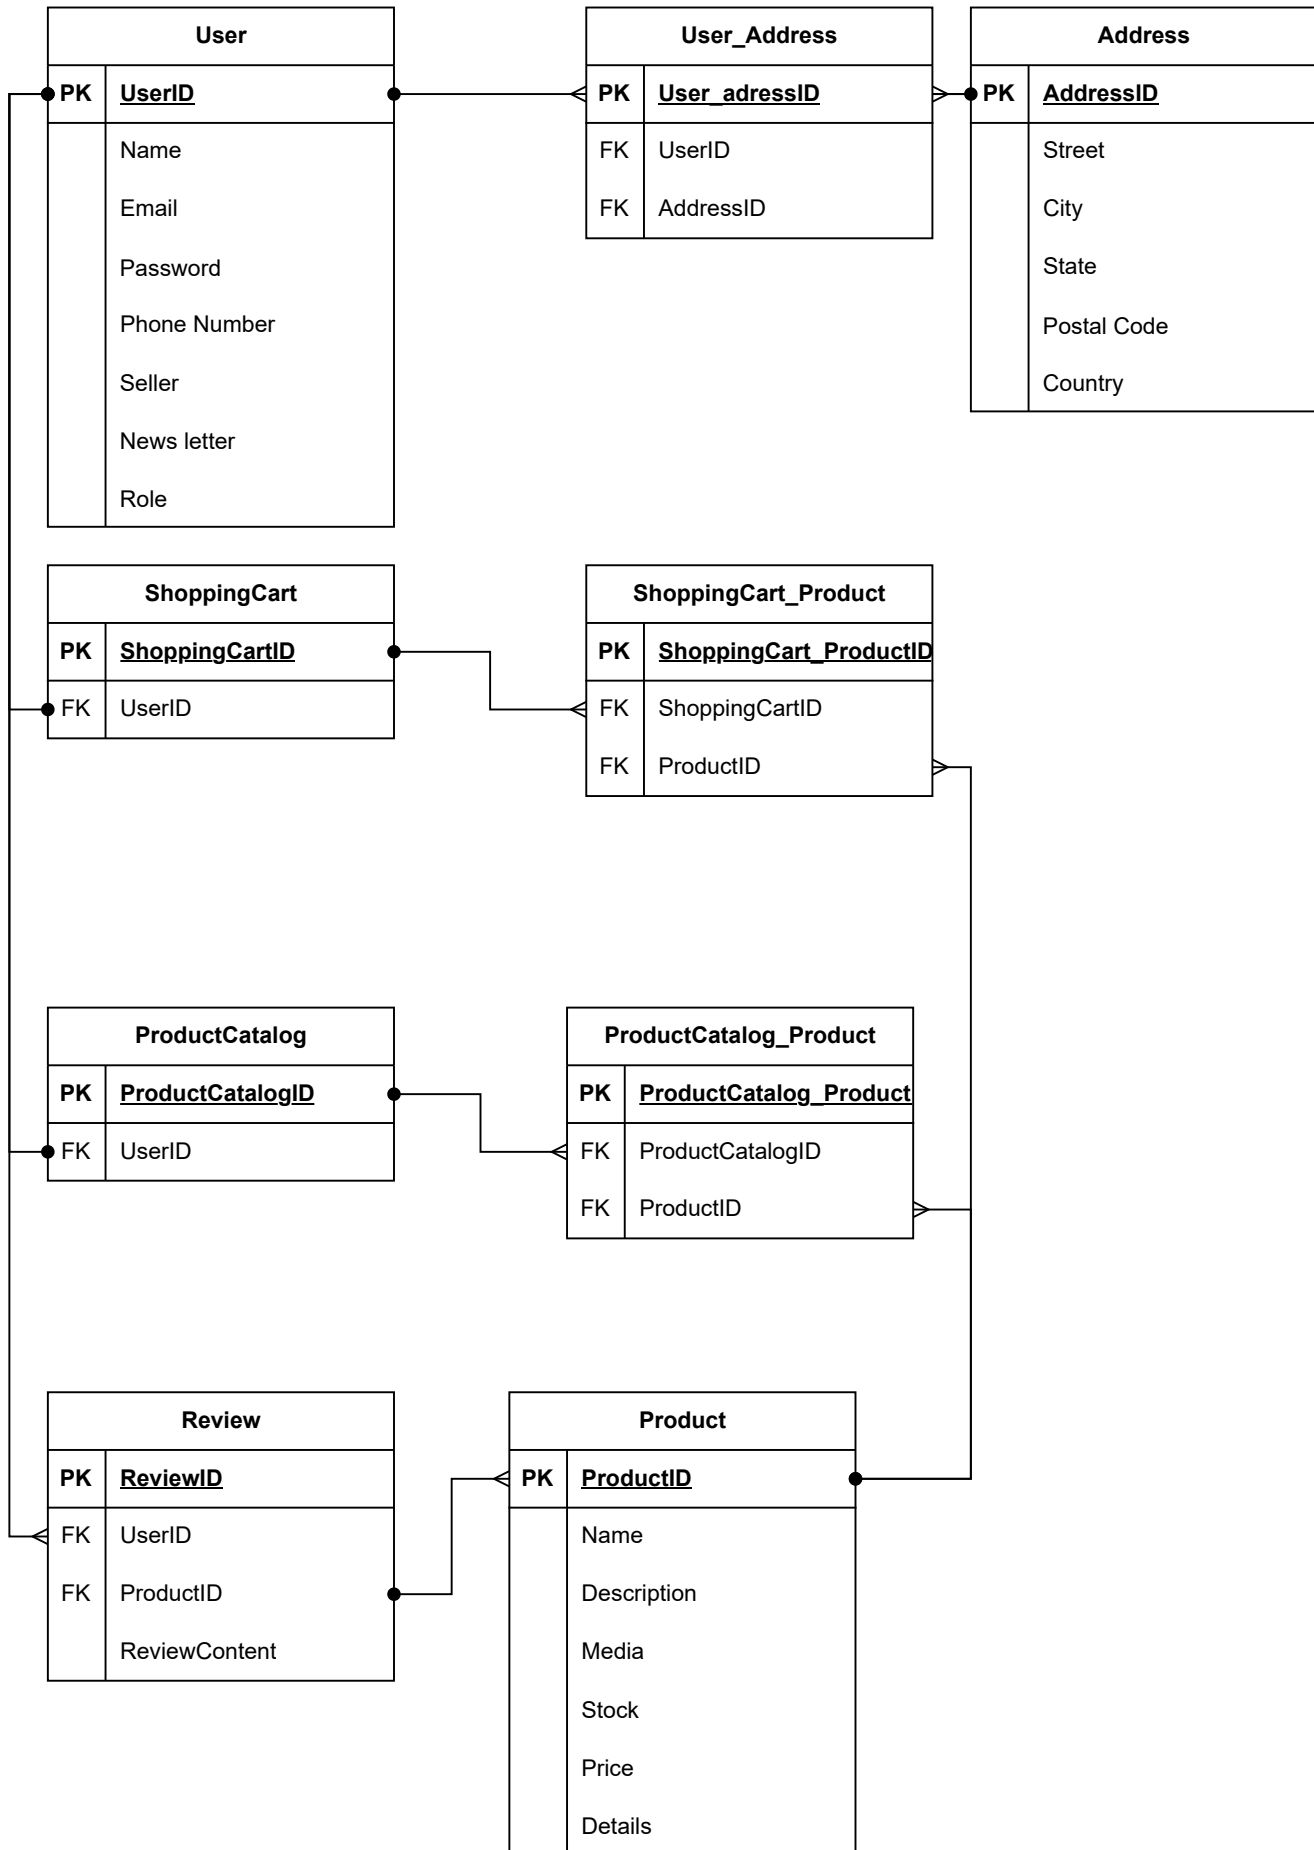 User
PK UserID
Name
Email
Password
Phone Number
Seller
News letter
Role
User_Address
PK User_adressID
FK UserID
FK AddressID
Address
PK AddressID
Street
City
State
Postal Code
Country
ShoppingCart
PK ShoppingCartID
FK UserID
ShoppingCart_Product
PK ShoppingCart_ProductID
FK ShoppingCartID
FK ProductID
ProductCatalog
PK ProductCatalogID
FK UserID
ProductCatalog_Product
PK ProductCatalog_Product
FK ProductCatalogID
FK ProductID
Review
PK ReviewID
FK UserID
FK ProductID
ReviewContent
Product
PK ProductID
Name
Description
Media
Stock
Price
Details